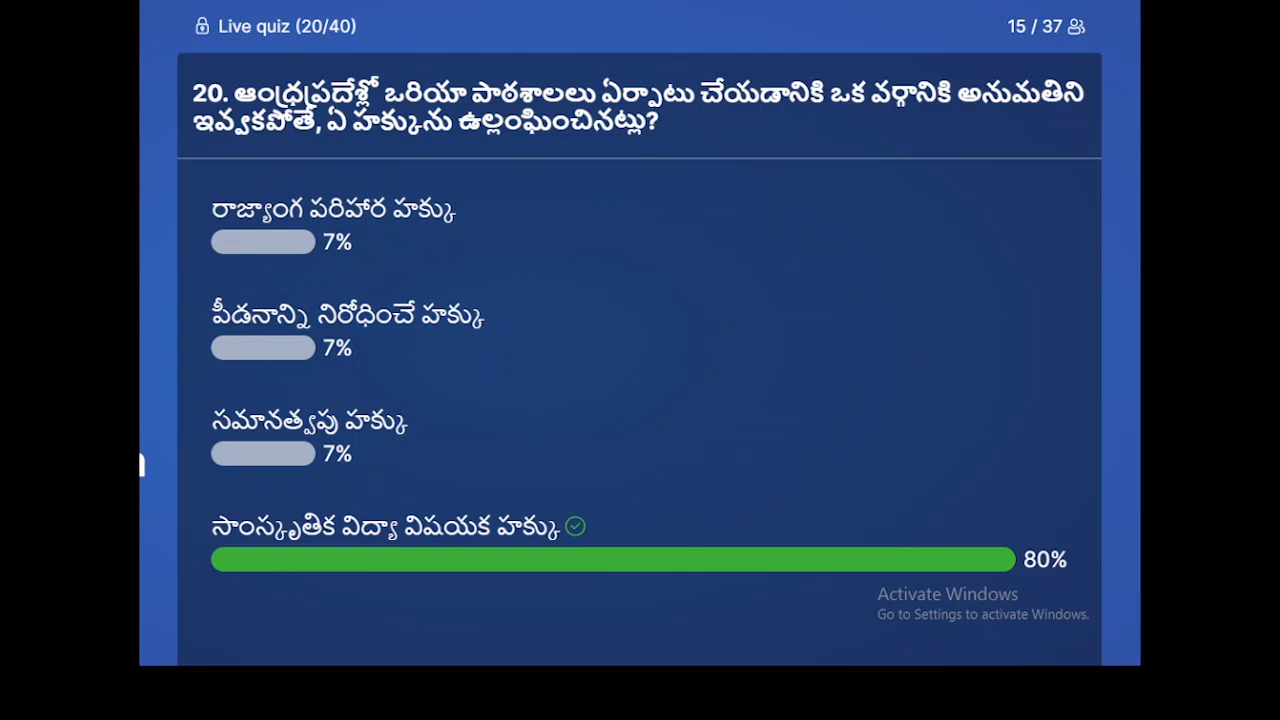 Live quiz (20/40)
15 / 37
20. ఆంధ్రప్రదేశ్లో ఒరియా పాఠశాలలు ఏర్పాటు చేయడానికి ఒక వర్గానికి అనుమతిని
ఇవ్వకపోతే, ఏ హక్కును ఉల్లంఘించినట్లు?
రాజ్యాంగ పరిహార హక్కు
7%
పీడనాన్ని నిరోధించే హక్కు
7%
సమానత్వపు హక్కు
7%
సాంస్కృతిక విద్యా విషయక హక్కు
80%
Activate Windows
Go to Settings to activate Windows.